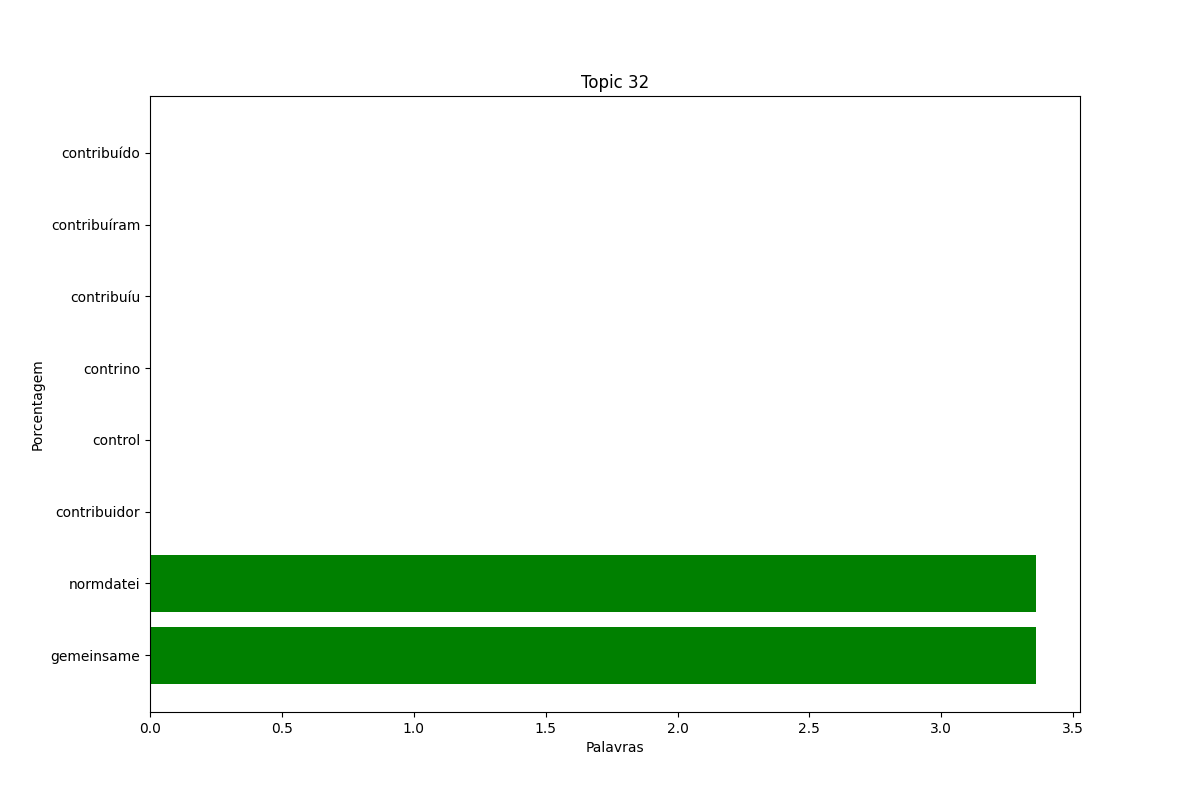 Topic 32
contribuído
contribuíram
contribuíu
contrino
control
contribuidor
normdatei
gemeinsame
Porcentagem
0.0 0.5 1.0 1.5 2.0 2.5 3.0 3.5
Palavras